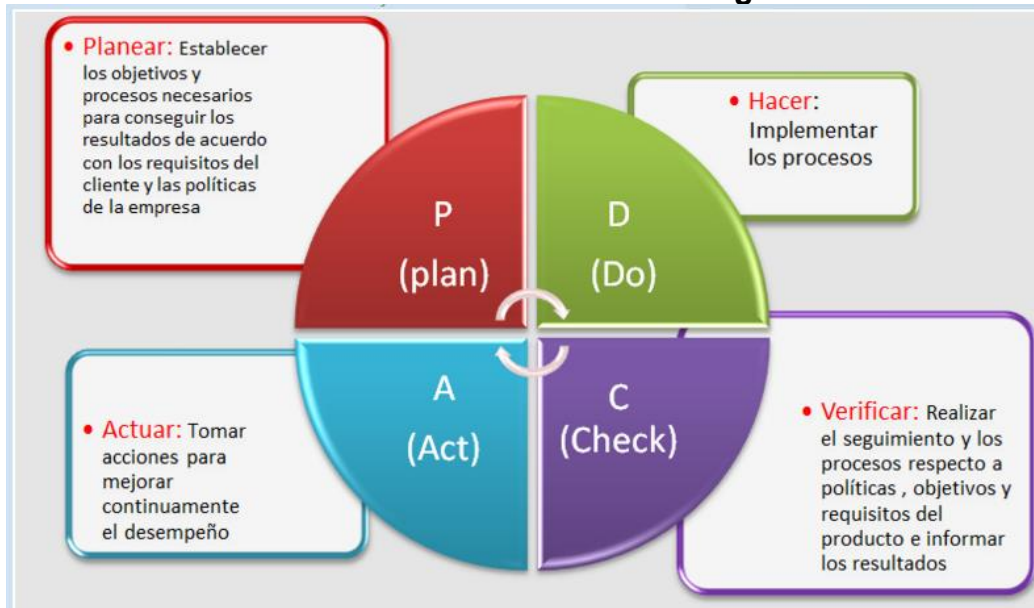 • Planear: Establecer
los objetivos y
procesos necesarios
para conseguir los
resultados de acuerdo
con los requisitos del
cliente y las políticas
de la empresa
P
(plan)
D
(Do)
• Hacer:
Implementar
los procesos
• Actuar: Tomar
acciones para
mejorar
continuamente
el desempeño
A
(Act)
C
(Check)
• Verificar: Realizar
el seguimiento y los
procesos respecto a
políticas , objetivos y
requisitos del
producto e informar
los resultados